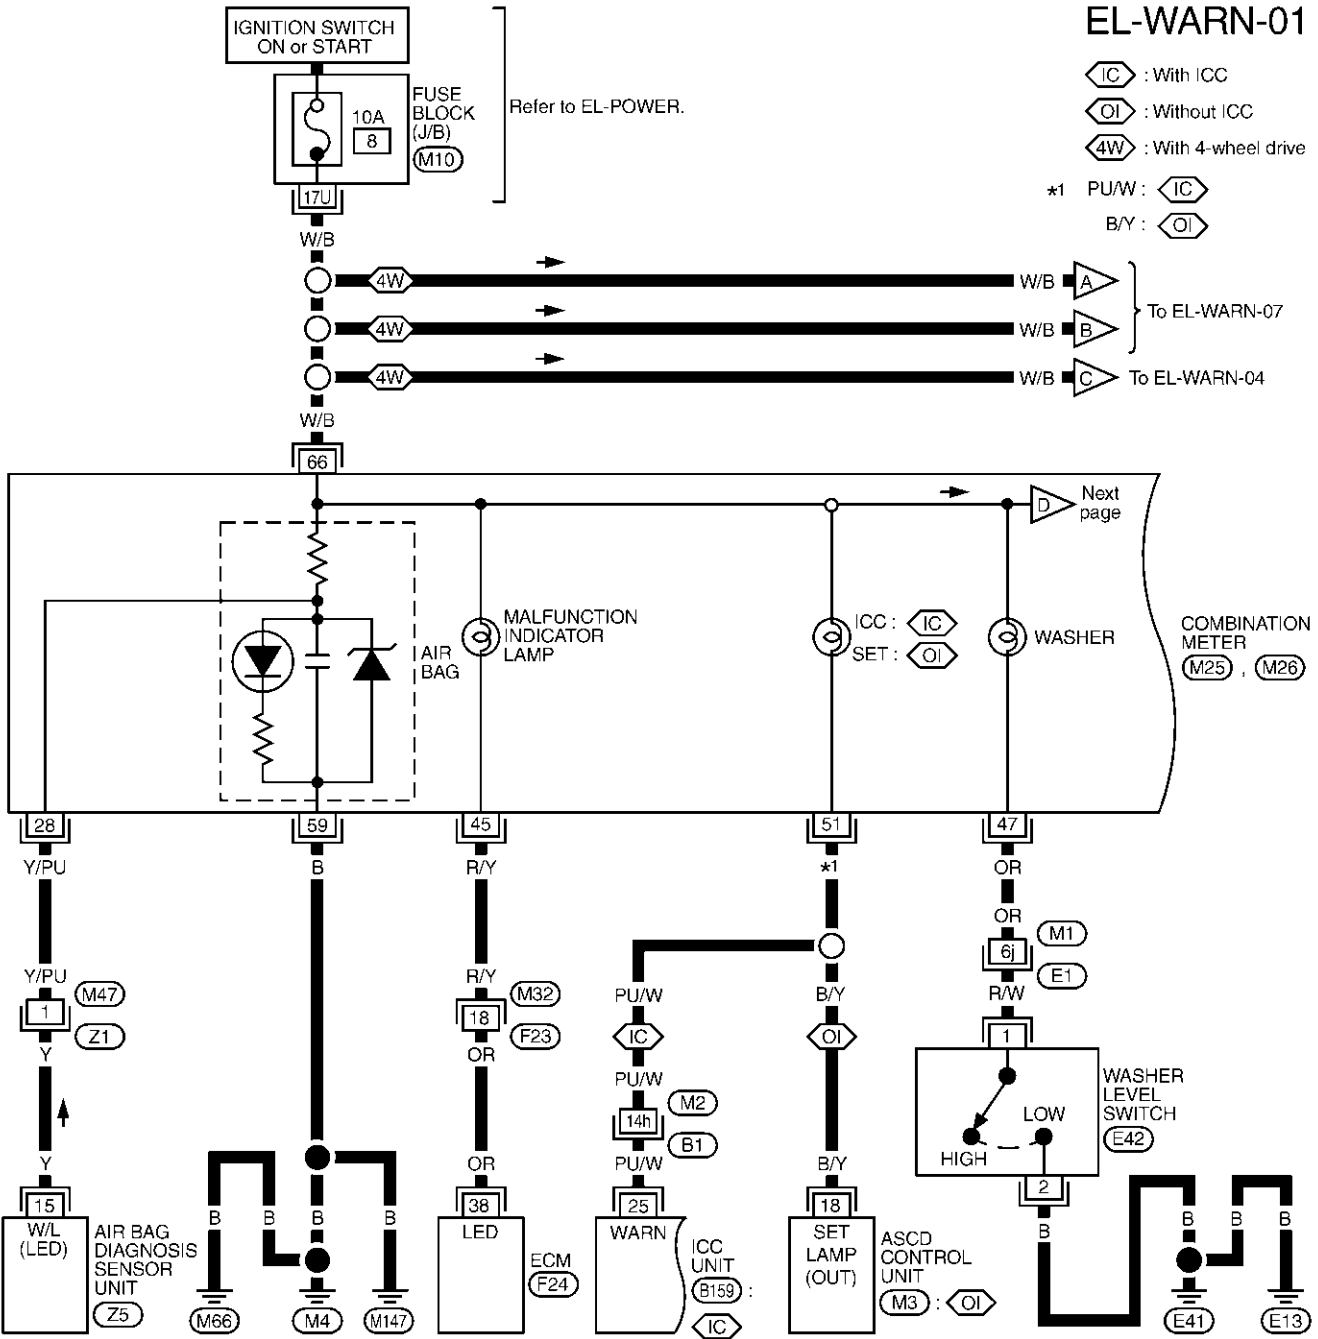 EL-WARN-01
IGNITION SWITCH
ON or START
FUSE
BLOCK
(J/B)
M10
10A
8
17U
Refer to EL-POWER.
IC : With ICC
OI : Without ICC
4W : With 4-wheel drive
*1 PU/W : IC
B/Y : OI
W/B
4W W/B A
4W W/B B
To EL-WARN-07
4W W/B C To EL-WARN-04
W/B
66
D Next
page
MALFUNCTION
INDICATOR
LAMP
AIR
BAG
ICC : IC
SET : OI
WASHER
COMBINATION
METER
M25 , M26
28 59 45 51 47
Y/PU B R/Y *1 OR
OR
M1
6j
E1
Y/PU R/Y PU/W B/Y R/W
M47 M32
1 18
Z1 F23 IC OI 1
Y OR PU/W
M2
14h
B1
WASHER
LEVEL
SWITCH
E42
LOW
HIGH
Y OR PU/W B/Y
15 38 25 18 2
W/L
(LED)
AIR BAG
DIAGNOSIS
SENSOR
UNIT
Z5
B B B B
M66 M4 M147
LED
ECM
F24
WARN
ICC
UNIT
B159 :
IC
SET
LAMP
(OUT)
ASCD
CONTROL
UNIT
M3 : OI
B B B B
E41 E13